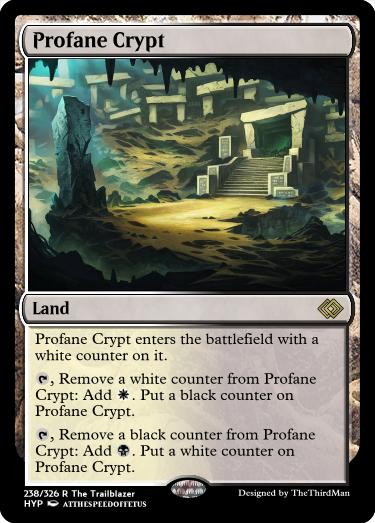 Profane Crypt
Land
Profane Crypt enters the battlefield with a
white counter on it.
, Remove a white counter from Profane
Crypt: Add . Put a black counter on
Profane Crypt.
, Remove a black counter from Profane
Crypt: Add . Put a white counter on
Profane Crypt.
238/326 R The Trailblazer
Designed by TheThirdMan
HYP ATTHESPEEDOFFETUS